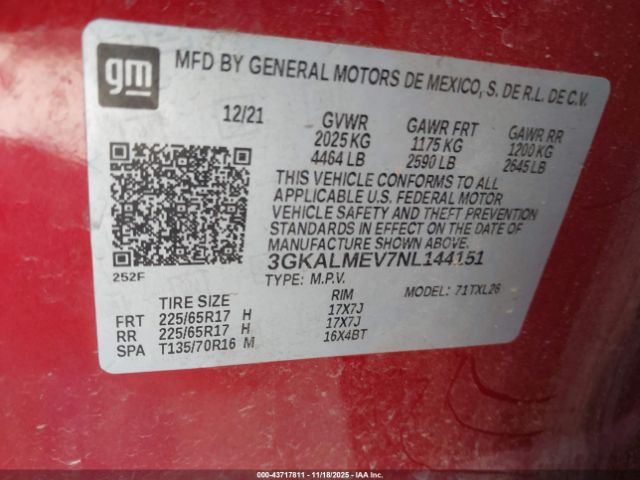 gm
MFD BY GENERAL MOTORS DE MEXICO, S. DE R.L. DE C.V.
12/21 GVWR GAWR FRT GAWR RR
2025 KG 1175 KG 1200 KG
4464 LB 2590 LB 2645 LB
THIS VEHICLE CONFORMS TO ALL
APPLICABLE U.S. FEDERAL MOTOR
VEHICLE SAFETY AND THEFT PREVENTION
STANDARDS IN EFFECT ON THE DATE OF
MANUFACTURE SHOWN ABOVE.
252F
3GKALMEV7NL144151
TYPE: M.P.V. MODEL: 71TXL26
TIRE SIZE RIM
FRT 225/65R17 H 17X7J
RR 225/65R17 H 17X7J
SPA T135/70R16 M 16X4BT
00-43717811 | 11/18/2025 - IAAI.COM